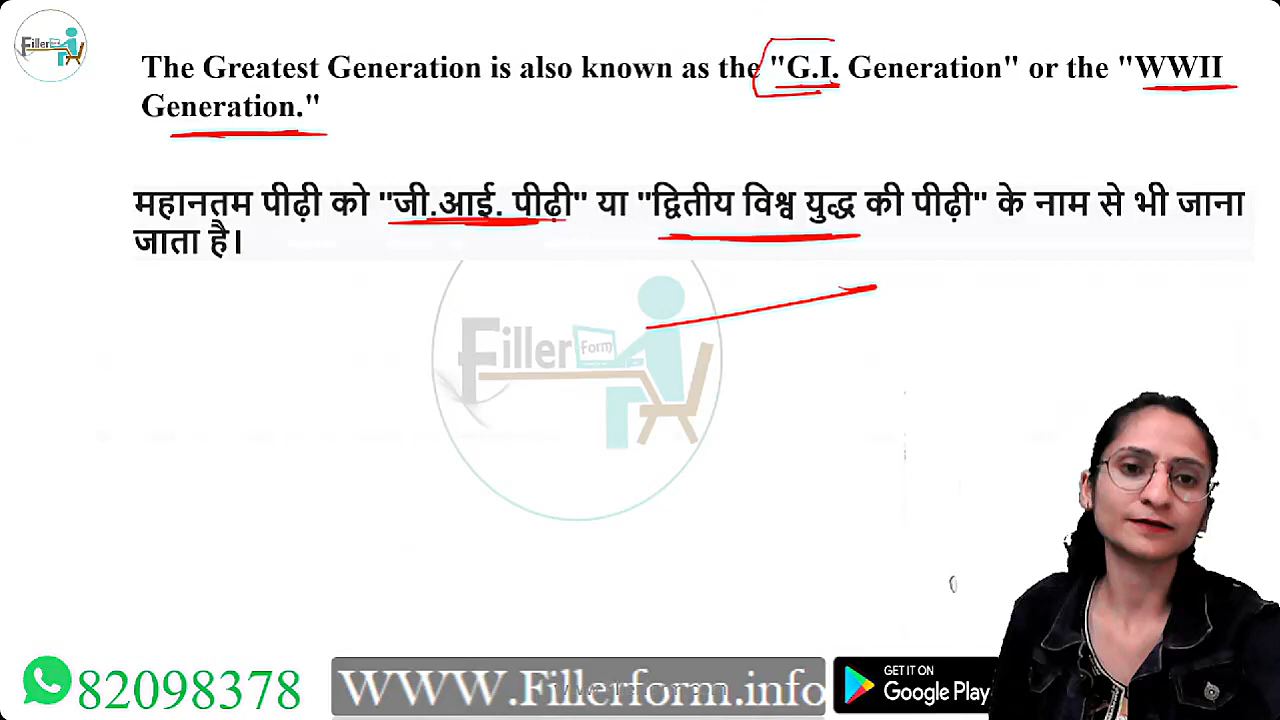 Filler
The Greatest Generation is also known as the "G.I. Generation" or the "WWII
Generation."
महानतम पीढ़ी को "जी.आई. पीढ़ी" या "द्वितीय विश्व युद्ध की पीढ़ी" के नाम से भी जाना
जाता है।
Filler form
82098378
WWW.Fillerform.info
GET IT ON
Google Play